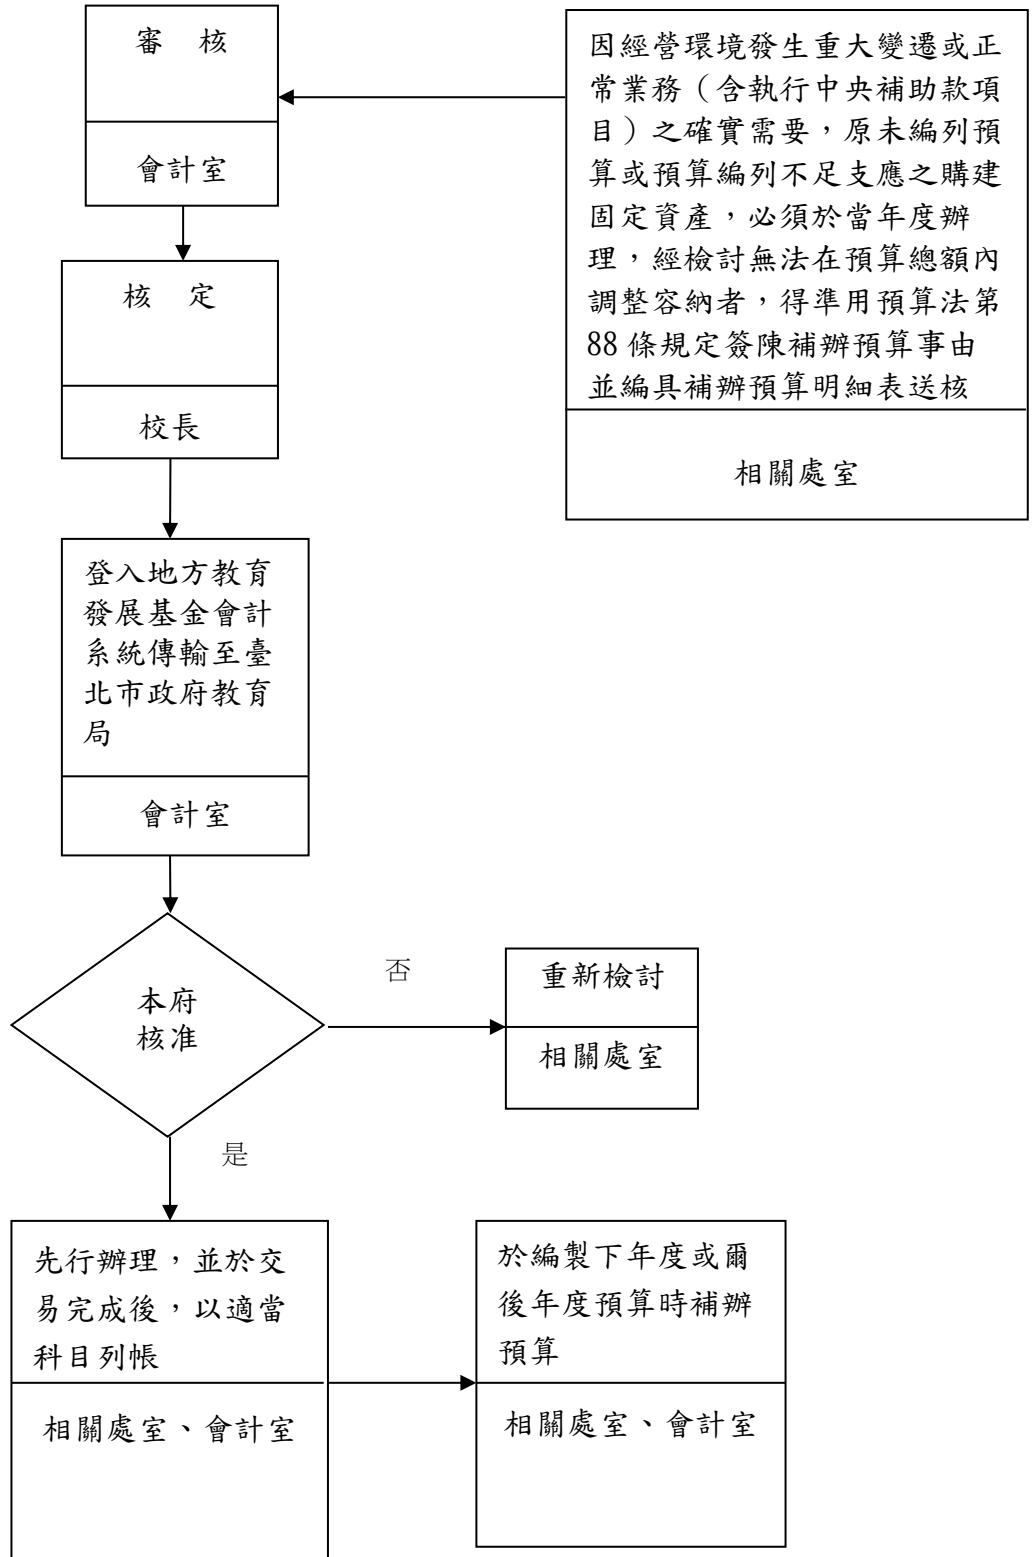 審　核
會計室
因經營環境發生重大變遷或正
常業務（含執行中央補助款項
目）之確實需要，原未編列預
算或預算編列不足支應之購建
固定資產，必須於當年度辦
理，經檢討無法在預算總額內
調整容納者，得準用預算法第
88 條規定簽陳補辦預算事由
並編具補辦預算明細表送核
相關處室
核　定
校長
登入地方教育
發展基金會計
系統傳輸至臺
北市政府教育
局
會計室
本府
核准
否
重新檢討
相關處室
是
先行辦理，並於交
易完成後，以適當
科目列帳
相關處室、會計室
於編製下年度或爾
後年度預算時補辦
預算
相關處室、會計室